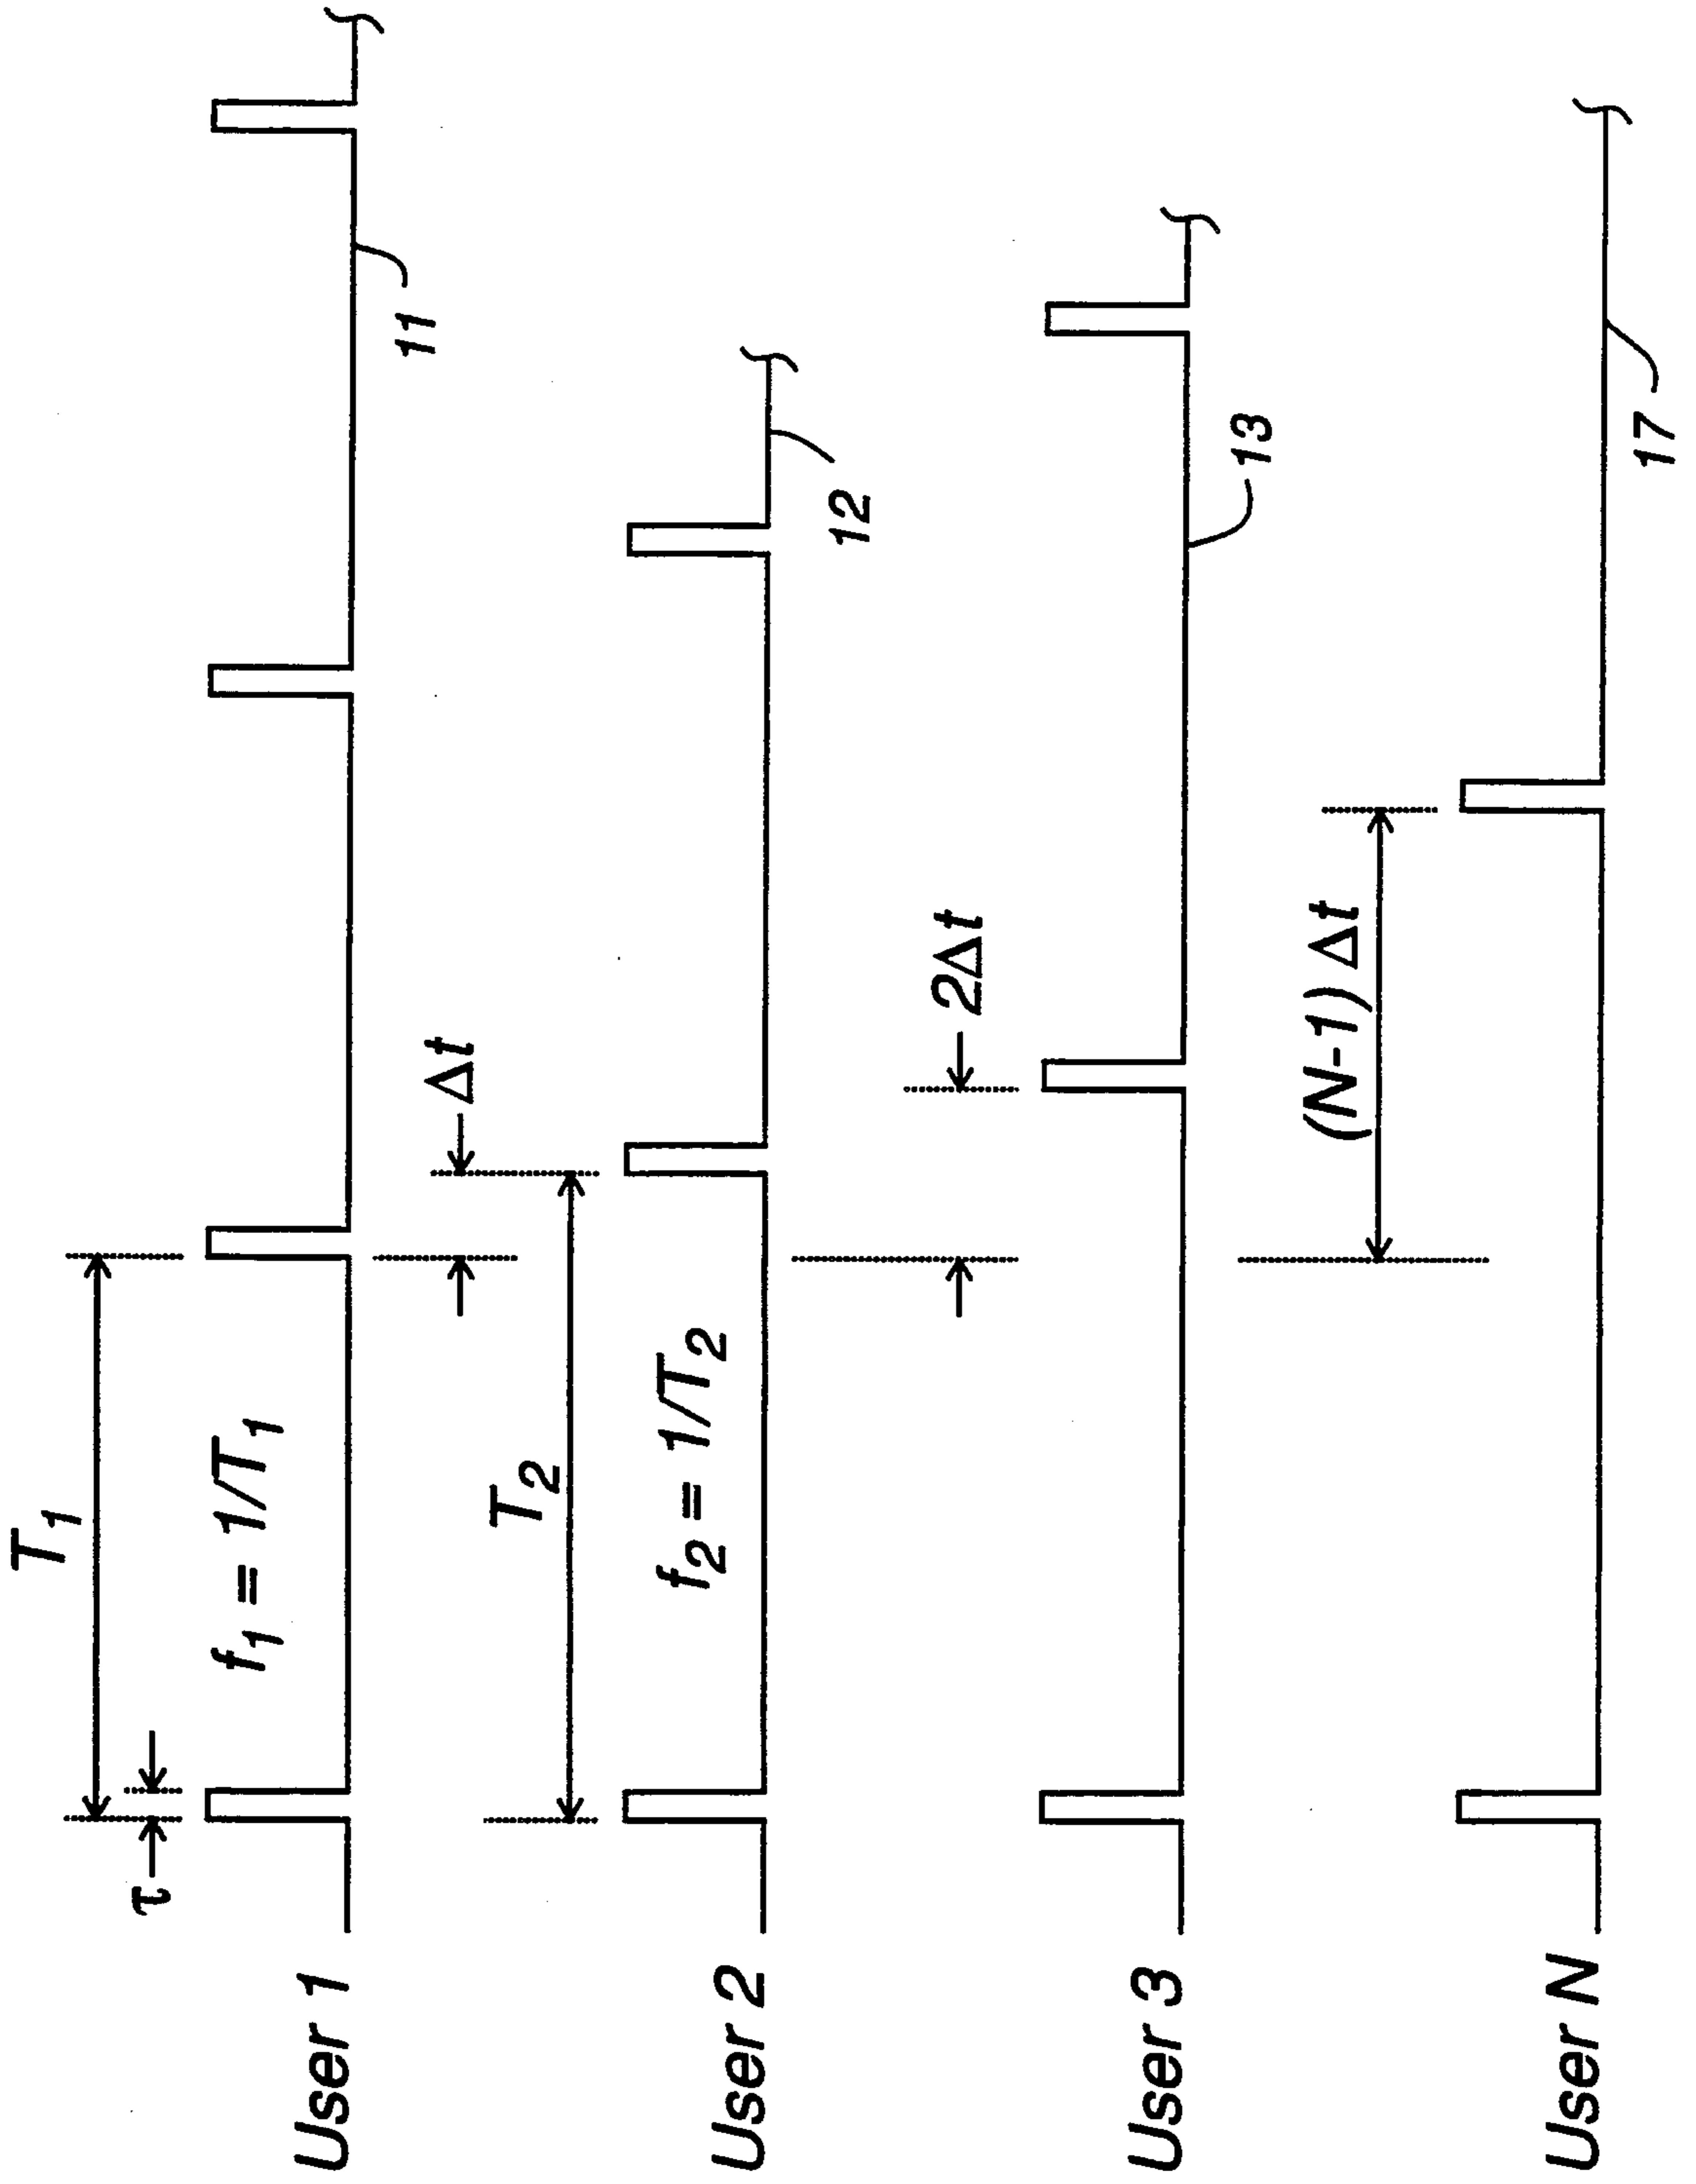 T1
τ
f1 = 1/T1
User 1
11
Δt
T2
f2 = 1/T2
User 2
12
2Δt
User 3
13
(N-1) Δt
User N
17